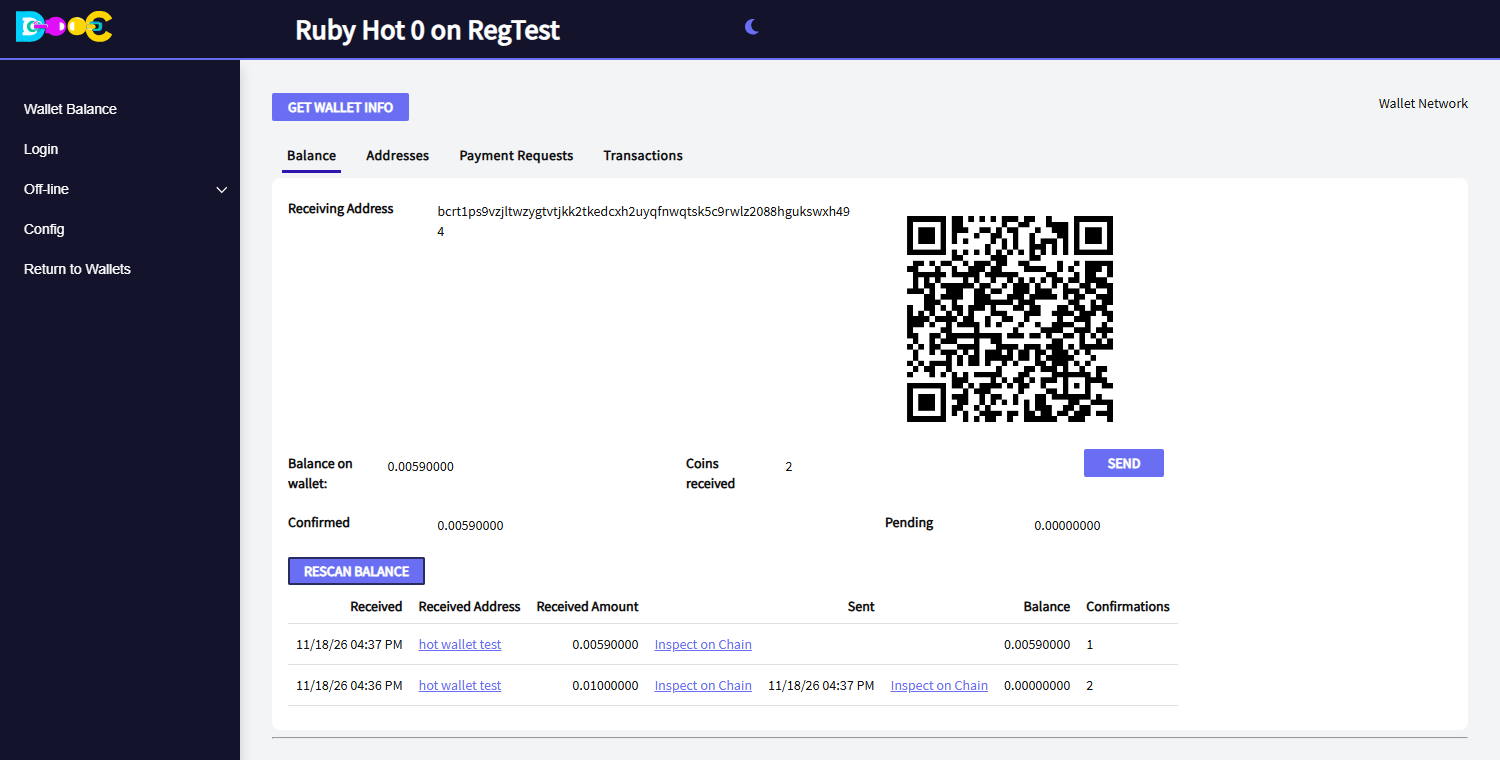 DOOC
Ruby Hot 0 on RegTest
Wallet Balance
Login
Off-line
Config
Return to Wallets
GET WALLET INFO
Wallet Network
Balance Addresses Payment Requests Transactions
Receiving Address
bcrt1ps9vzjltwzygtvtjkk2tkedcxh2uyqfnwqtsk5c9rwlz2088hgukswxh49
4
Balance on
wallet:
0.00590000
Coins
received
2
SEND
Confirmed
0.00590000
Pending
0.00000000
RESCAN BALANCE
Received Received Address Received Amount Sent Balance Confirmations
11/18/26 04:37 PM hot wallet test 0.00590000 Inspect on Chain 0.00590000 1
11/18/26 04:36 PM hot wallet test 0.01000000 Inspect on Chain 11/18/26 04:37 PM Inspect on Chain 0.00000000 2